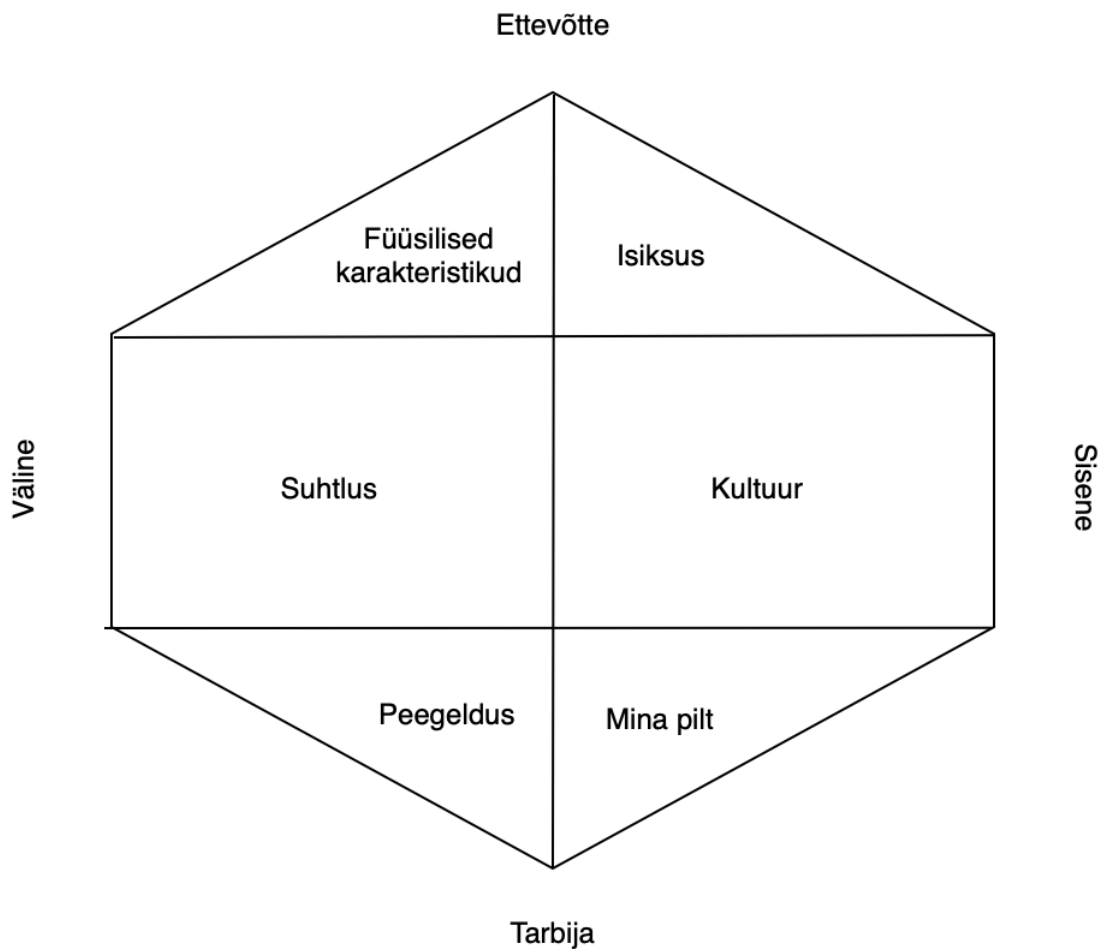 Ettevõtte
Füüsilised
karakteristikud
Isiksus
Väline
Suhtlus
Kultuur
Sisene
Peegeldus
Mina pilt
Tarbija